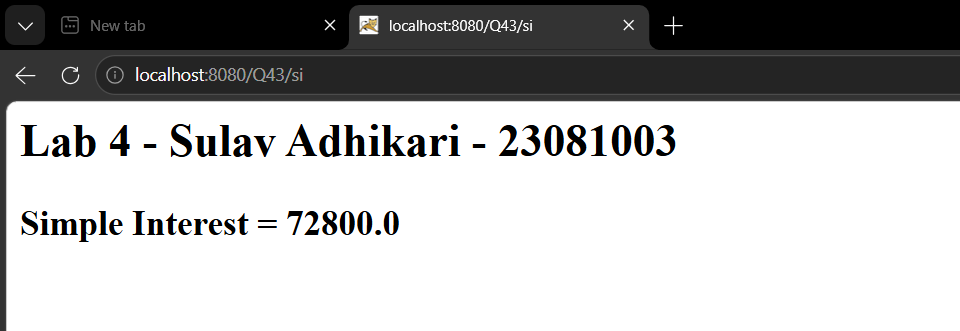 New tab
localhost:8080/Q43/si
localhost:8080/Q43/si
Lab 4 - Sulav Adhikari - 23081003
Simple Interest = 72800.0